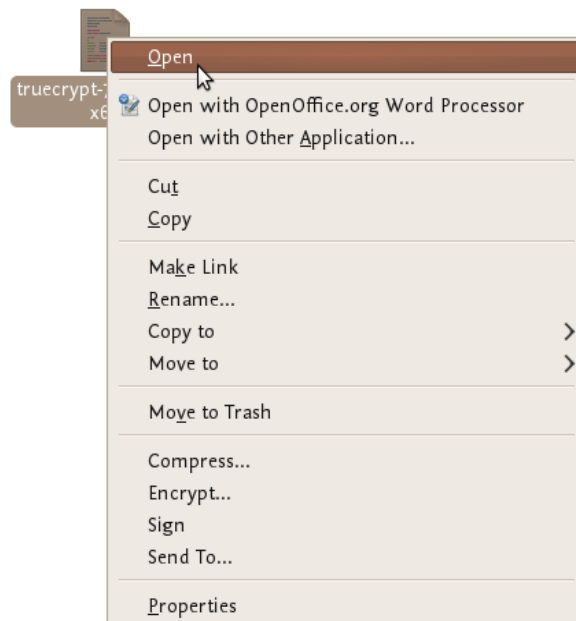 Open
truecrypt-
Open with OpenOffice.org Word Processor
Open with Other Application...
Cut
Copy
Make Link
Rename...
Copy to
Move to
Move to Trash
Compress...
Encrypt...
Sign
Send To...
Properties